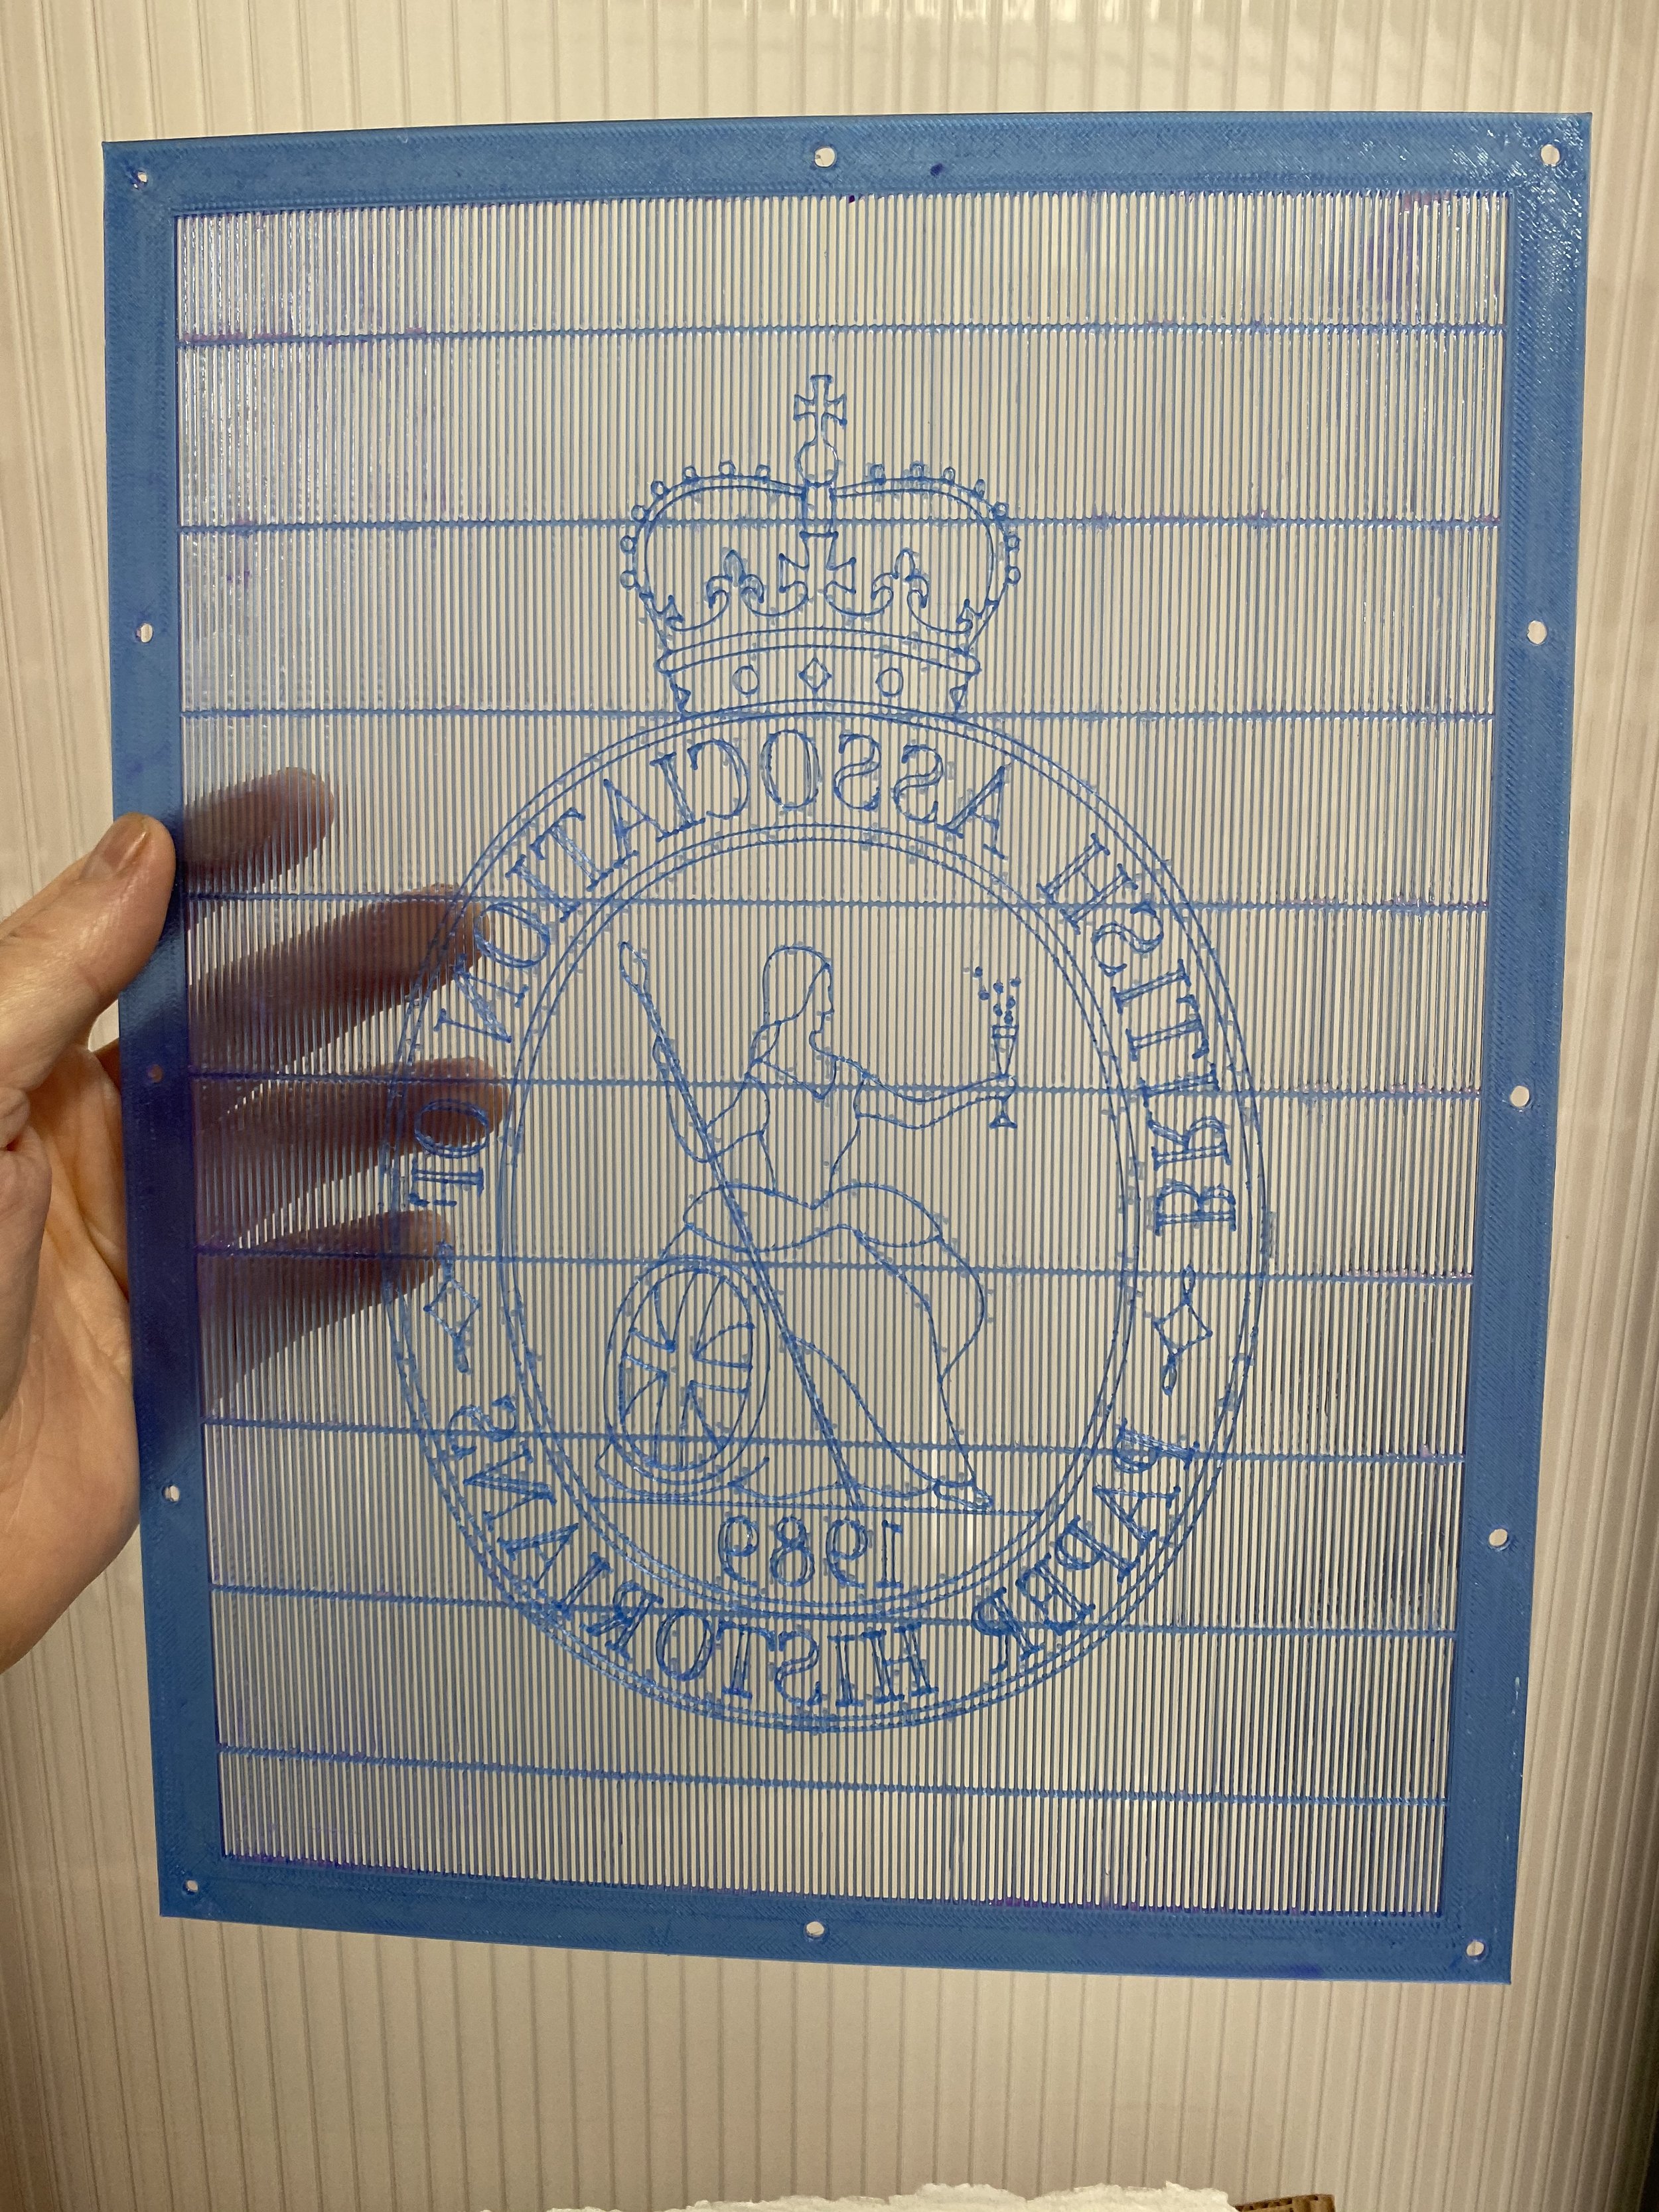 BRITISH ASSOCIATION OF
PAPER HISTORIANS
1989